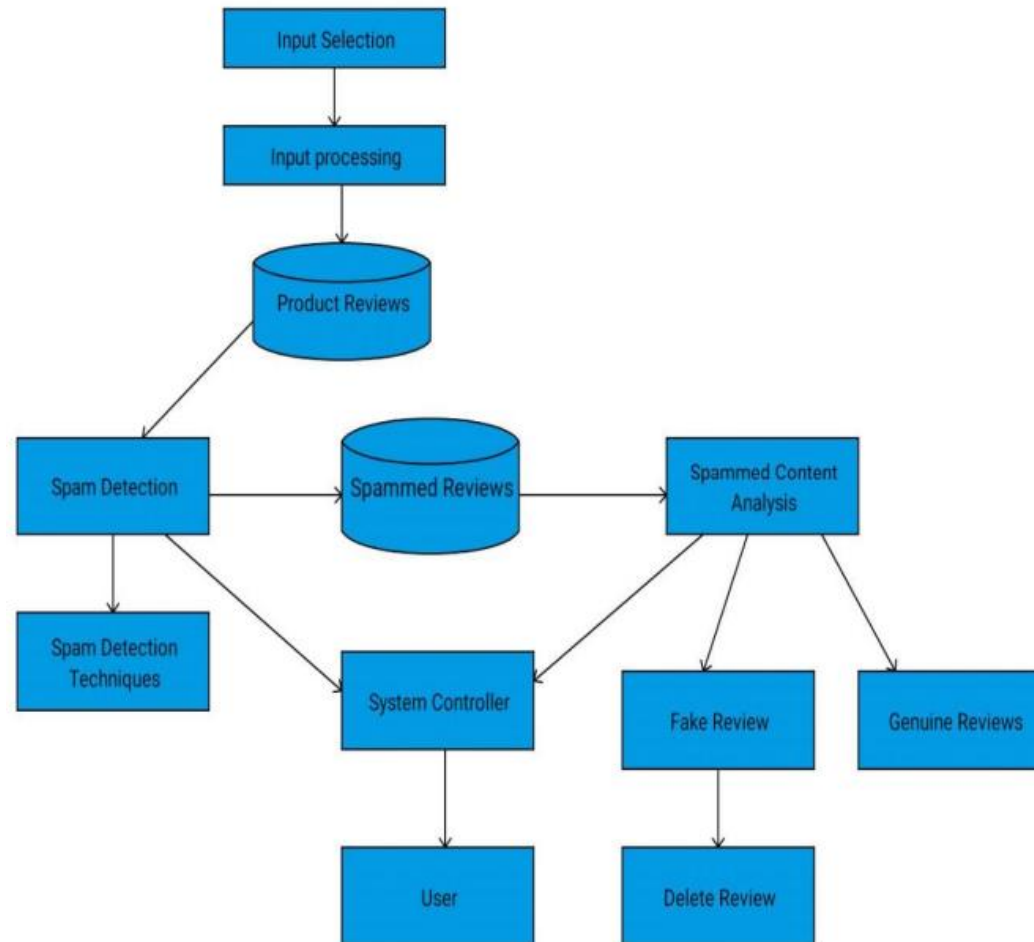 Input Selection
Input processing
Product Reviews
Spam Detection
Spammed Reviews
Spammed Content
Analysis
Spam Detection
Techniques
System Controller
Fake Review
Genuine Reviews
User
Delete Review